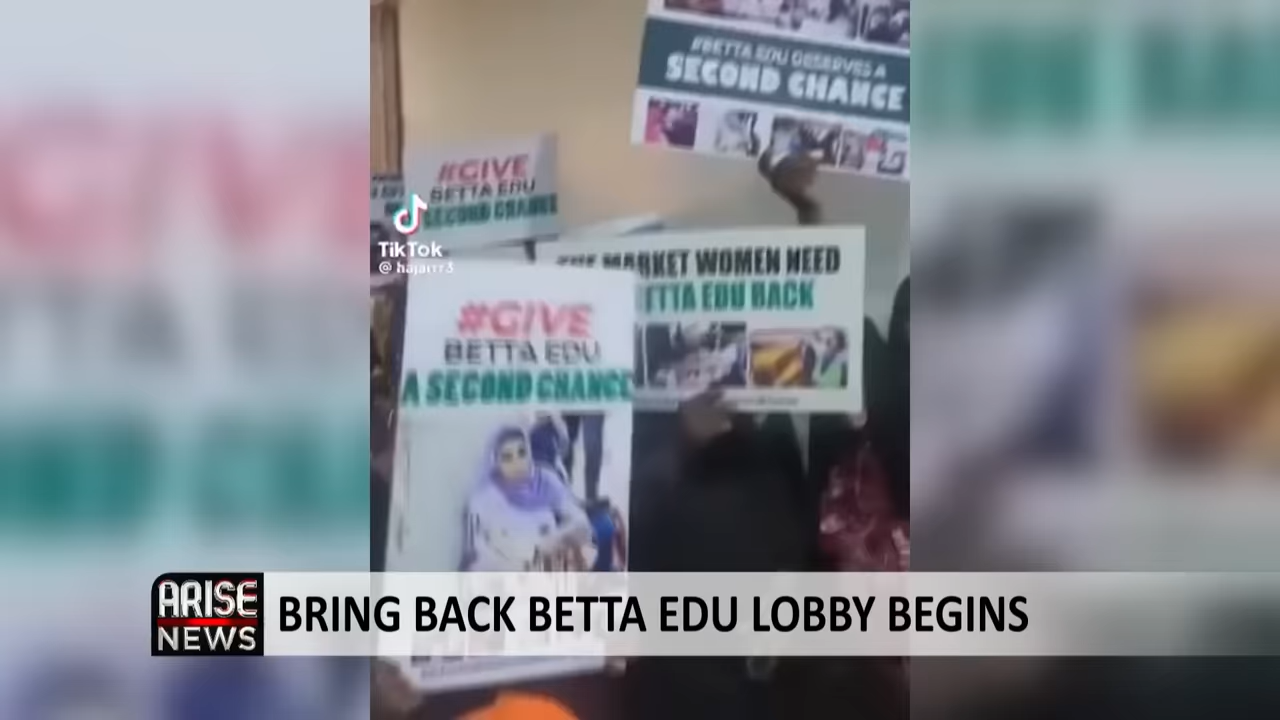 #BETTA EDU DESERVES A
SECOND CHANCE
#GIVE
BETTA EDU
SECOND CHANCE
TikTok
MARKET WOMEN NEED
BETTA EDU BACK
#GIVE
BETTA EDU
A SECOND CHANCE
ARISE
NEWS
BRING BACK BETTA EDU LOBBY BEGINS